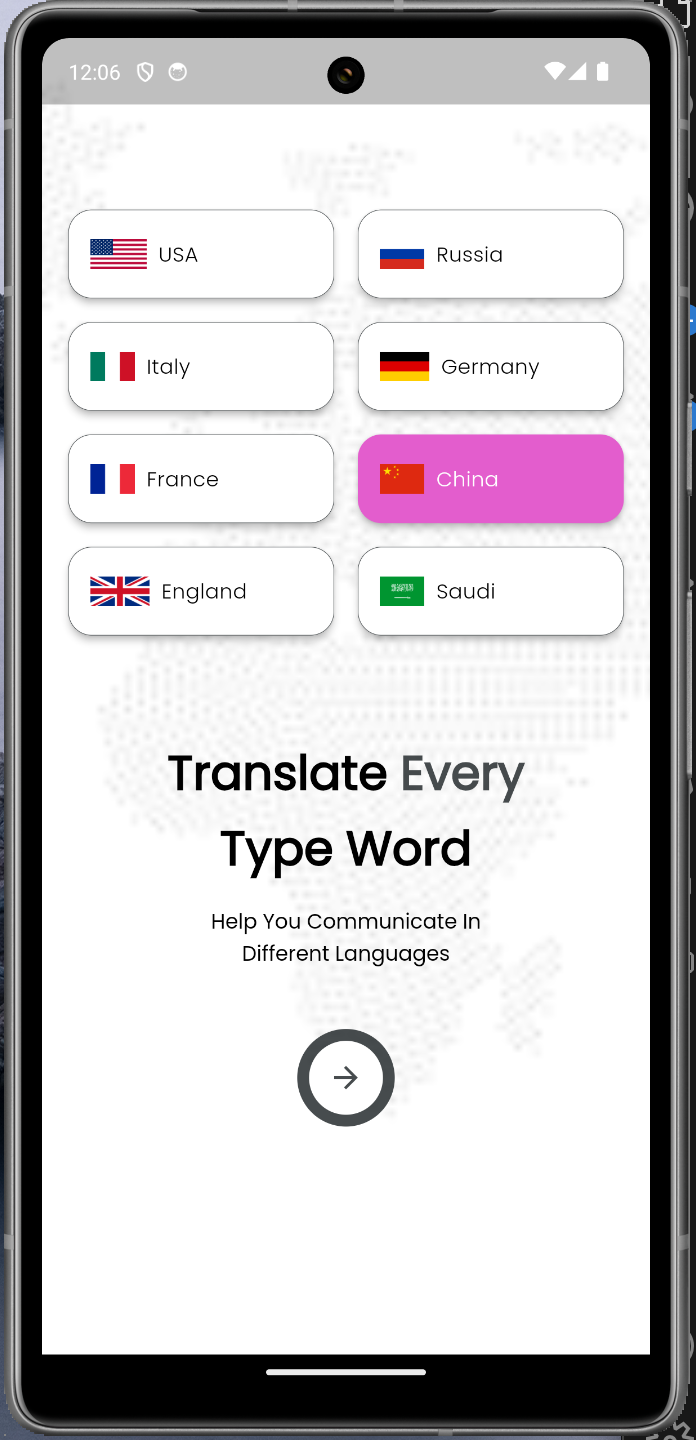 12:06
USA
Russia
Italy
Germany
France
China
England
Saudi
Translate Every
Type Word
Help You Communicate In
Different Languages